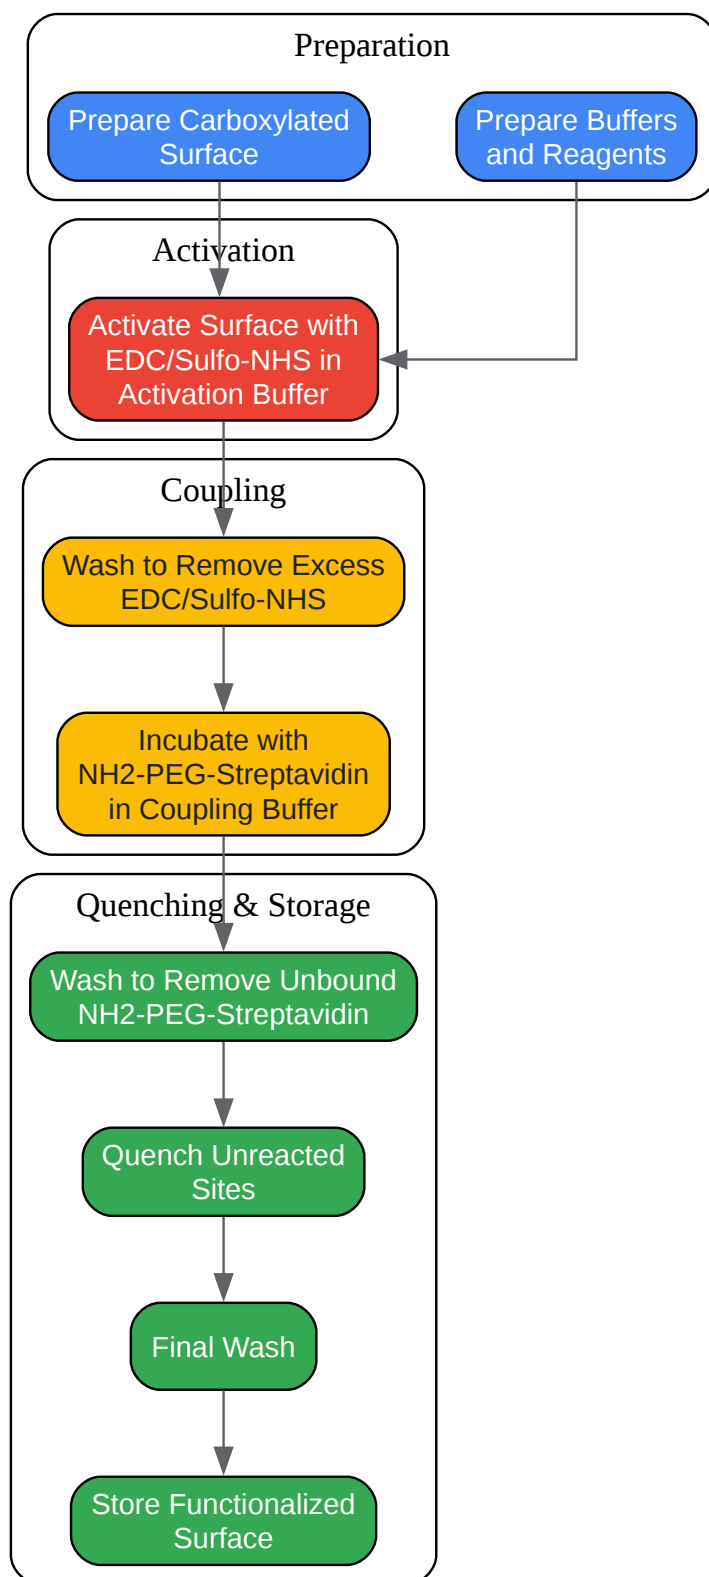 Preparation
Prepare Carboxylated
Surface
Prepare Buffers
and Reagents
Activation
Activate Surface with
EDC/Sulfo-NHS in
Activation Buffer
Coupling
Wash to Remove Excess
EDC/Sulfo-NHS
Incubate with
NH2-PEG-Streptavidin
in Coupling Buffer
Quenching & Storage
Wash to Remove Unbound
NH2-PEG-Streptavidin
Quench Unreacted
Sites
Final Wash
Store Functionalized
Surface